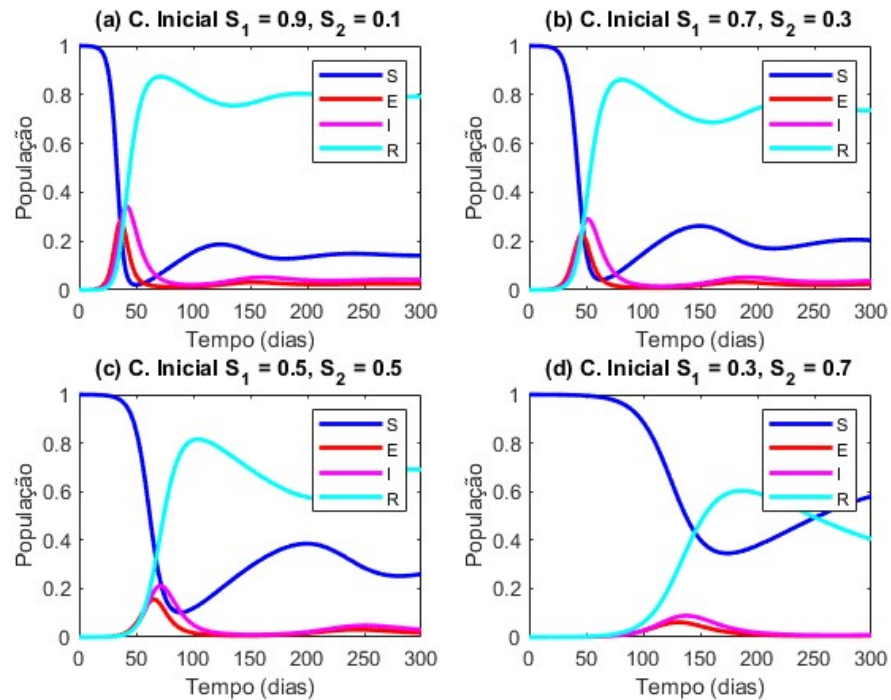 (a) C. Inicial S₁ = 0.9, S₂ = 0.1
1
0.8
0.6
0.4
0.2
0
População
0 50 100 150 200 250 300
Tempo (dias)
S
E
I
R
(b) C. Inicial S₁ = 0.7, S₂ = 0.3
1
0.8
0.6
0.4
0.2
0
População
0 50 100 150 200 250 300
Tempo (dias)
S
E
I
R
(c) C. Inicial S₁ = 0.5, S₂ = 0.5
1
0.8
0.6
0.4
0.2
0
População
0 50 100 150 200 250 300
Tempo (dias)
S
E
I
R
(d) C. Inicial S₁ = 0.3, S₂ = 0.7
1
0.8
0.6
0.4
0.2
0
População
0 50 100 150 200 250 300
Tempo (dias)
S
E
I
R